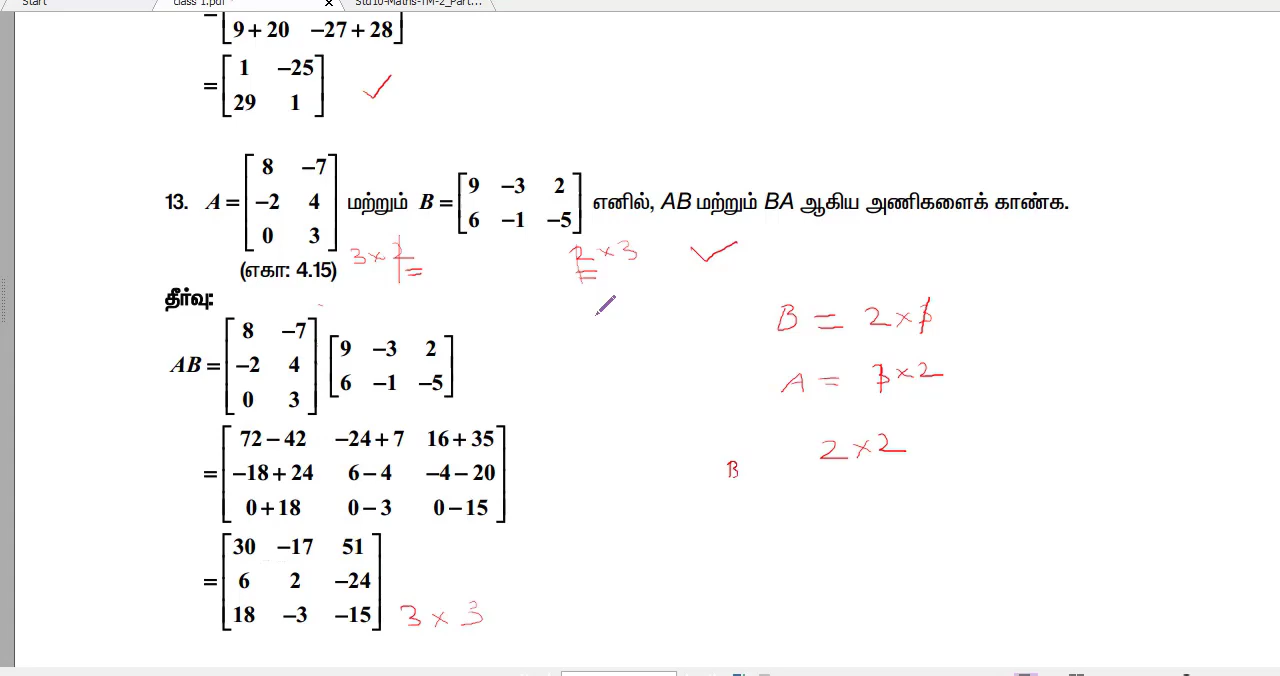 Start class 1.pdf * x Std10-Maths-TM-2_Part...
= [9+20 −27+28]
= [1 −25
29 1]
13. A = [8 −7
−2 4
0 3] மற்றும் B = [9 −3 2
6 −1 −5] எனில், AB மற்றும் BA ஆகிய அணிகளைக் காண்க.
(எகா: 4.15)
3 × 2 2 × 3
தீர்வு:
B = 2 × 3
A = 3 × 2
2 × 2
B
AB = [8 −7
−2 4
0 3] [9 −3 2
6 −1 −5]
= [72−42 −24+7 16+35
−18+24 6−4 −4−20
0+18 0−3 0−15]
= [30 −17 51
6 2 −24
18 −3 −15] 3 × 3